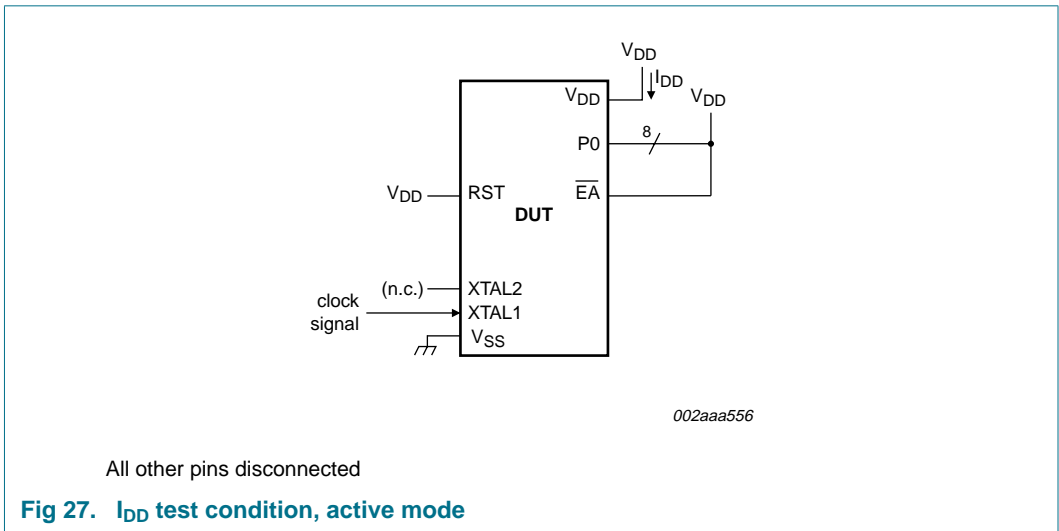 VDD
IDD
VDD
VDD
P0
8
VDD
RST
EA
DUT
(n.c.)
XTAL2
clock
signal
XTAL1
VSS
002aaa556
All other pins disconnected
Fig 27. IDD test condition, active mode